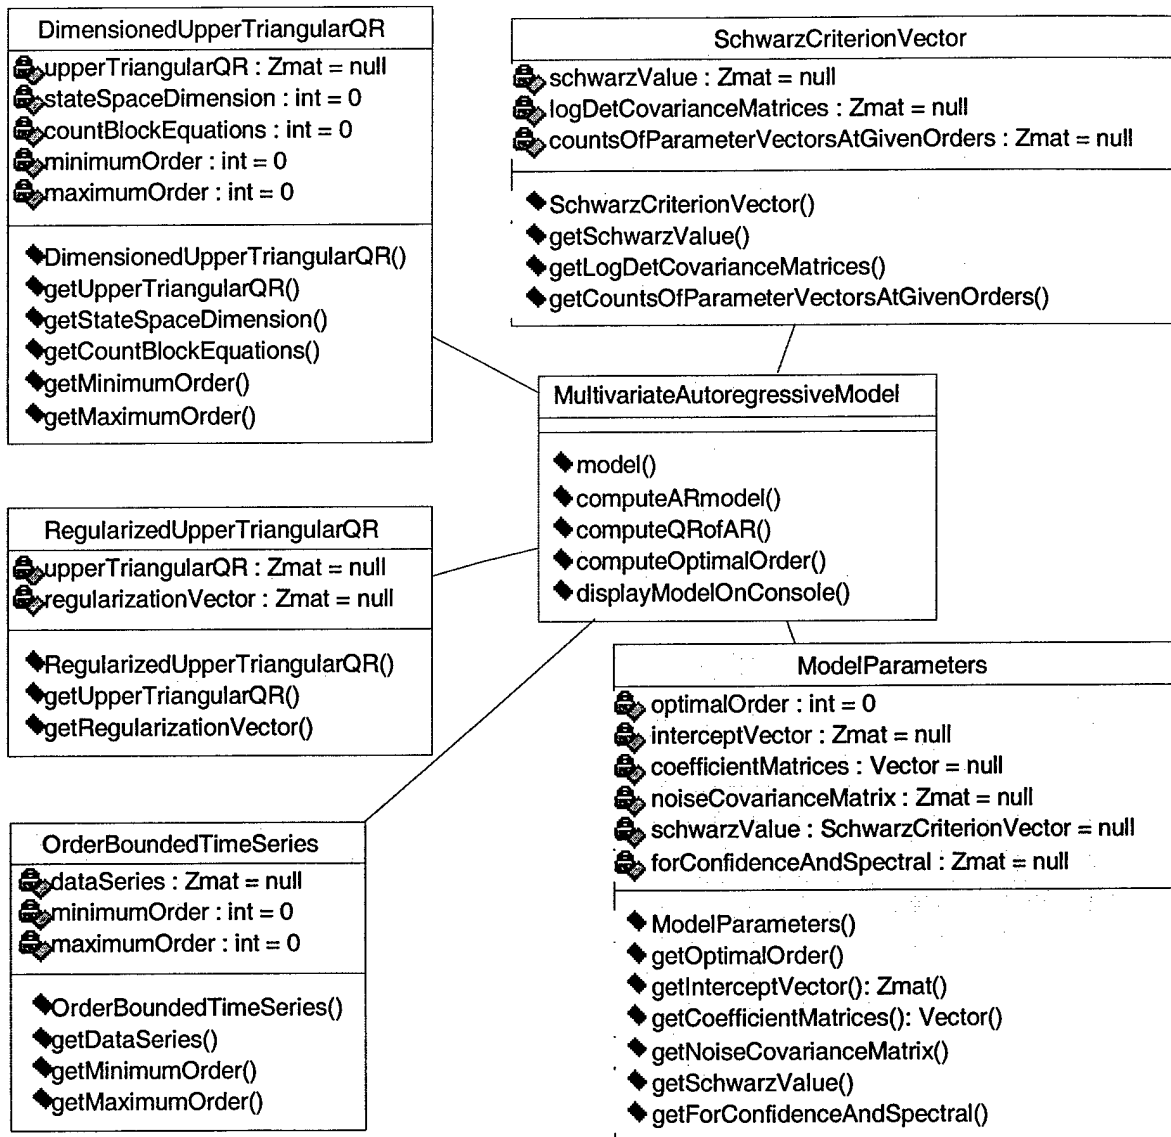 DimensionedUpperTriangularQR
upperTriangularQR : Zmat = null
stateSpaceDimension : int = 0
countBlockEquations : int = 0
minimumOrder : int = 0
maximumOrder : int = 0
DimensionedUpperTriangularQR()
getUpperTriangularQR()
getStateSpaceDimension()
getCountBlockEquations()
getMinimumOrder()
getMaximumOrder()
SchwarzCriterionVector
schwarzValue : Zmat = null
logDetCovarianceMatrices : Zmat = null
countsOfParameterVectorsAtGivenOrders : Zmat = null
SchwarzCriterionVector()
getSchwarzValue()
getLogDetCovarianceMatrices()
getCountsOfParameterVectorsAtGivenOrders()
MultivariateAutoregressiveModel
model()
computeARmodel()
computeQRofAR()
computeOptimalOrder()
displayModelOnConsole()
RegularizedUpperTriangularQR
upperTriangularQR : Zmat = null
regularizationVector : Zmat = null
RegularizedUpperTriangularQR()
getUpperTriangularQR()
getRegularizationVector()
ModelParameters
optimalOrder : int = 0
interceptVector : Zmat = null
coefficientMatrices : Vector = null
noiseCovarianceMatrix : Zmat = null
schwarzValue : SchwarzCriterionVector = null
forConfidenceAndSpectral : Zmat = null
ModelParameters()
getOptimalOrder()
getInterceptVector(): Zmat()
getCoefficientMatrices(): Vector()
getNoiseCovarianceMatrix()
getSchwarzValue()
getForConfidenceAndSpectral()
OrderBoundedTimeSeries
dataSeries : Zmat = null
minimumOrder : int = 0
maximumOrder : int = 0
OrderBoundedTimeSeries()
getDataSeries()
getMinimumOrder()
getMaximumOrder()